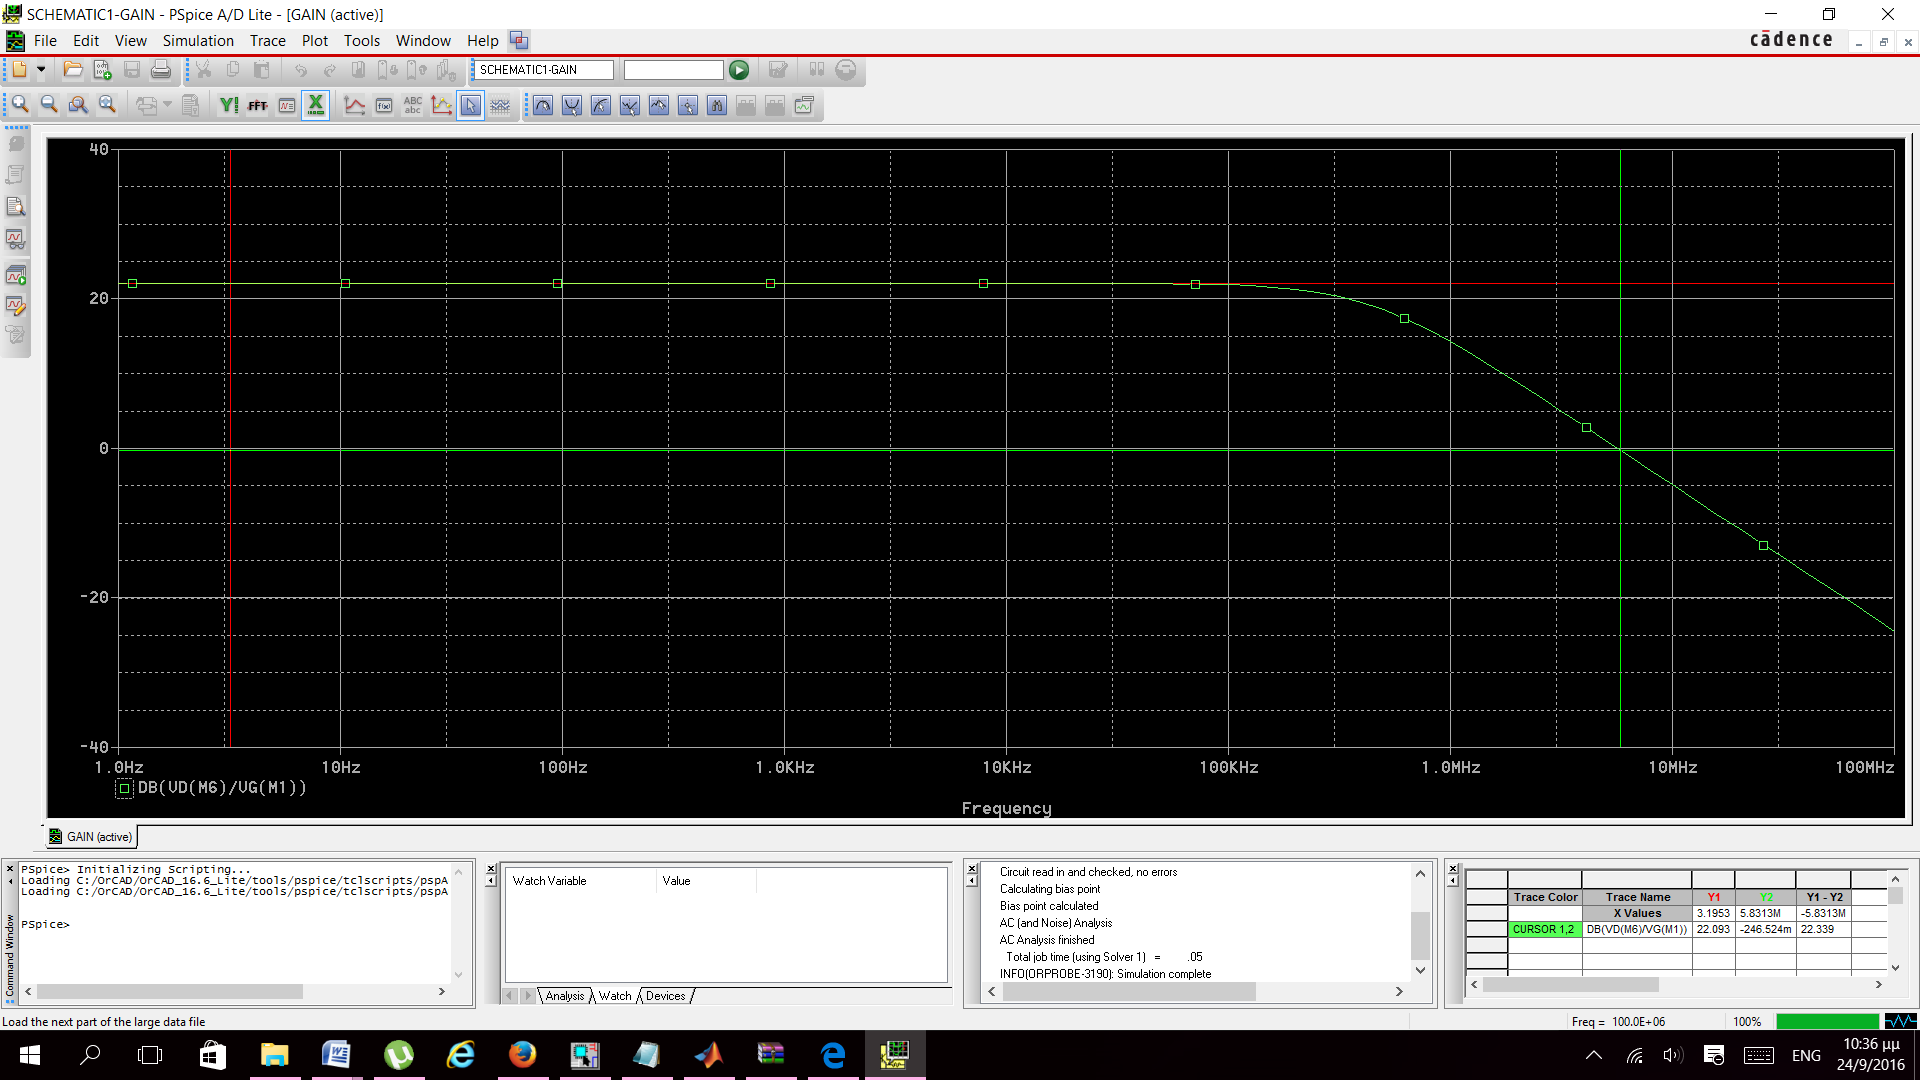 SCHEMATIC1-GAIN - PSpice A/D Lite - [GAIN (active)]
File Edit View Simulation Trace Plot Tools Window Help
cādence
SCHEMATIC1-GAIN
Y! FFT
ABC
abc
40
20
0
-20
-40
1.0Hz 10Hz 100Hz 1.0KHz 10KHz 100KHz 1.0MHz 10MHz 100MHz
DB(VD(M6)/VG(M1))
Frequency
GAIN (active)
Command Window
PSpice> Initializing Scripting...
Loading C:/OrCAD/OrCAD_16.6_Lite/tools/pspice/tclscripts/pspA
Loading C:/OrCAD/OrCAD_16.6_Lite/tools/pspice/tclscripts/pspA
PSpice>
Watch Variable Value
Analysis Watch Devices
Circuit read in and checked, no errors
Calculating bias point
Bias point calculated
AC (and Noise) Analysis
AC Analysis finished
Total job time (using Solver 1) = .05
INFO(ORPROBE-3190): Simulation complete
Trace Color Trace Name Y1 Y2 Y1 - Y2
X Values 3.1953 5.8313M -5.8313M
CURSOR 1,2 DB(VD(M6)/VG(M1)) 22.093 -246.524m 22.339
Load the next part of the large data file
Freq = 100.0E+06 100%
ENG
10:36 μμ
24/9/2016